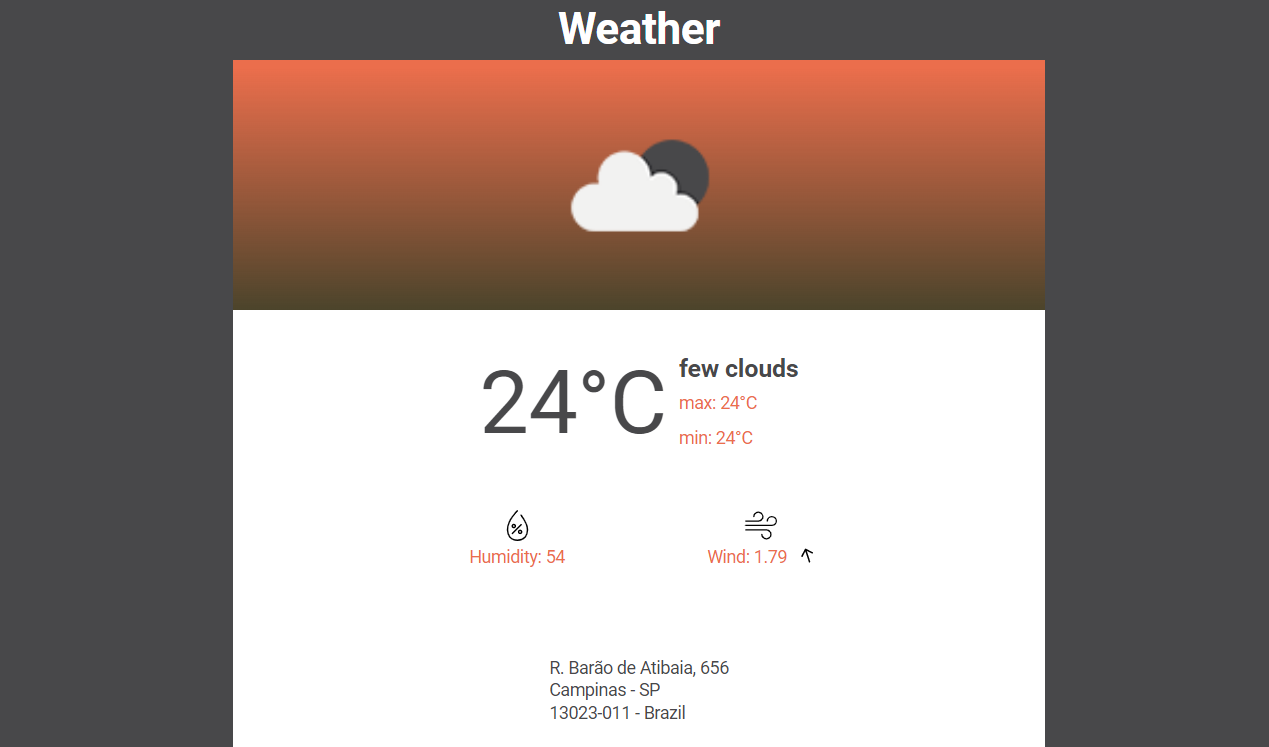 Weather
24°C
few clouds
max: 24°C
min: 24°C
Humidity: 54
Wind: 1.79
R. Barão de Atibaia, 656
Campinas - SP
13023-011 - Brazil